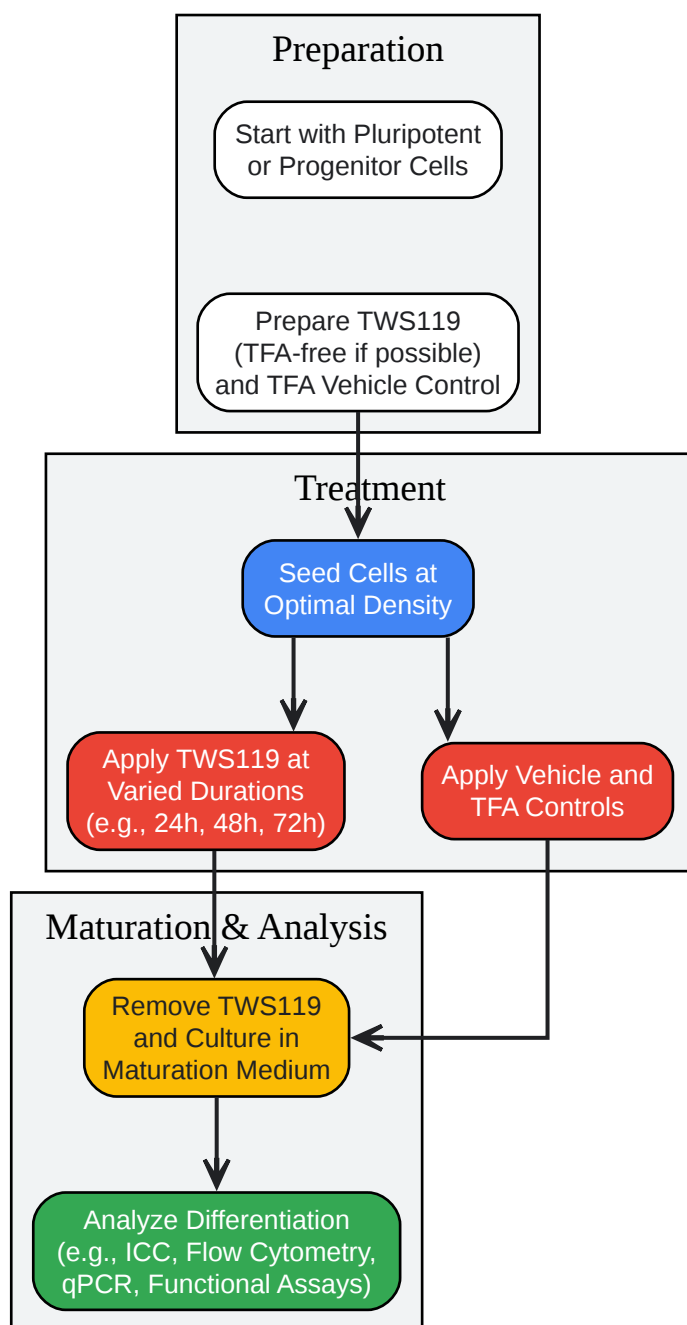 Preparation
Start with Pluripotent
or Progenitor Cells
Prepare TWS119
(TFA-free if possible)
and TFA Vehicle Control
Treatment
Seed Cells at
Optimal Density
Apply TWS119 at
Varied Durations
(e.g., 24h, 48h, 72h)
Apply Vehicle and
TFA Controls
Maturation & Analysis
Remove TWS119
and Culture in
Maturation Medium
Analyze Differentiation
(e.g., ICC, Flow Cytometry,
qPCR, Functional Assays)